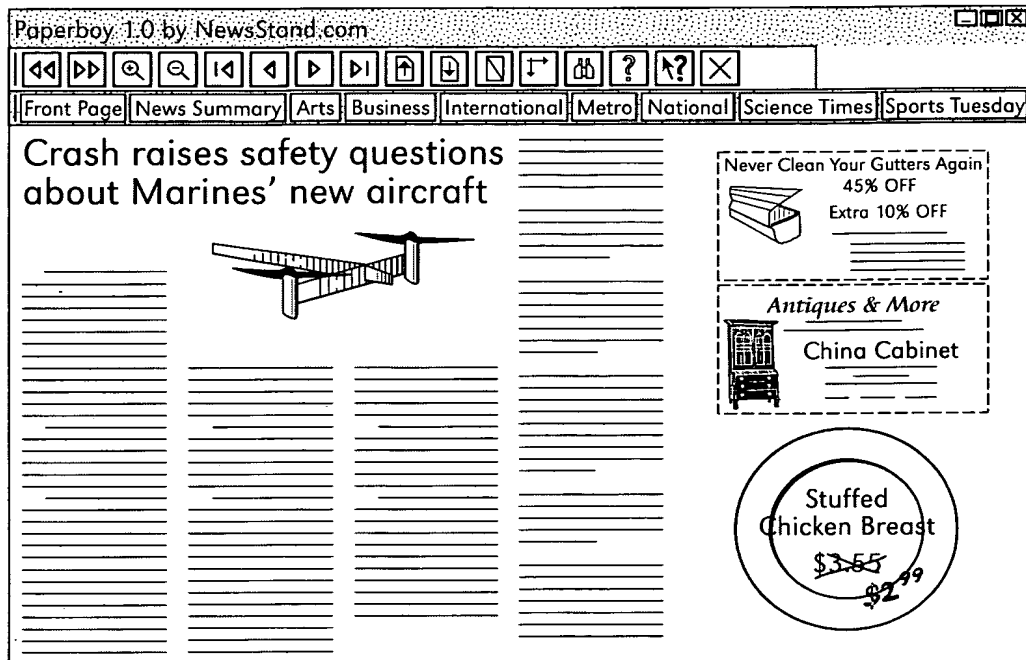 Paperboy 1.0 by NewsStand.com
Front Page News Summary Arts Business International Metro National Science Times Sports Tuesday
Crash raises safety questions
about Marines' new aircraft
Never Clean Your Gutters Again
45% OFF
Extra 10% OFF
Antiques & More
China Cabinet
Stuffed
Chicken Breast
$3.55
$2.99